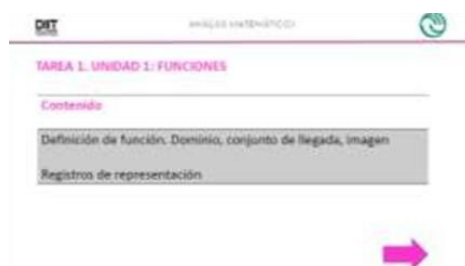 DIIT
ANÁLISIS MATEMÁTICO I
TAREA 1. UNIDAD 1: FUNCIONES
Contenido
Definición de función. Dominio, conjunto de llegada, imagen
Registros de representación